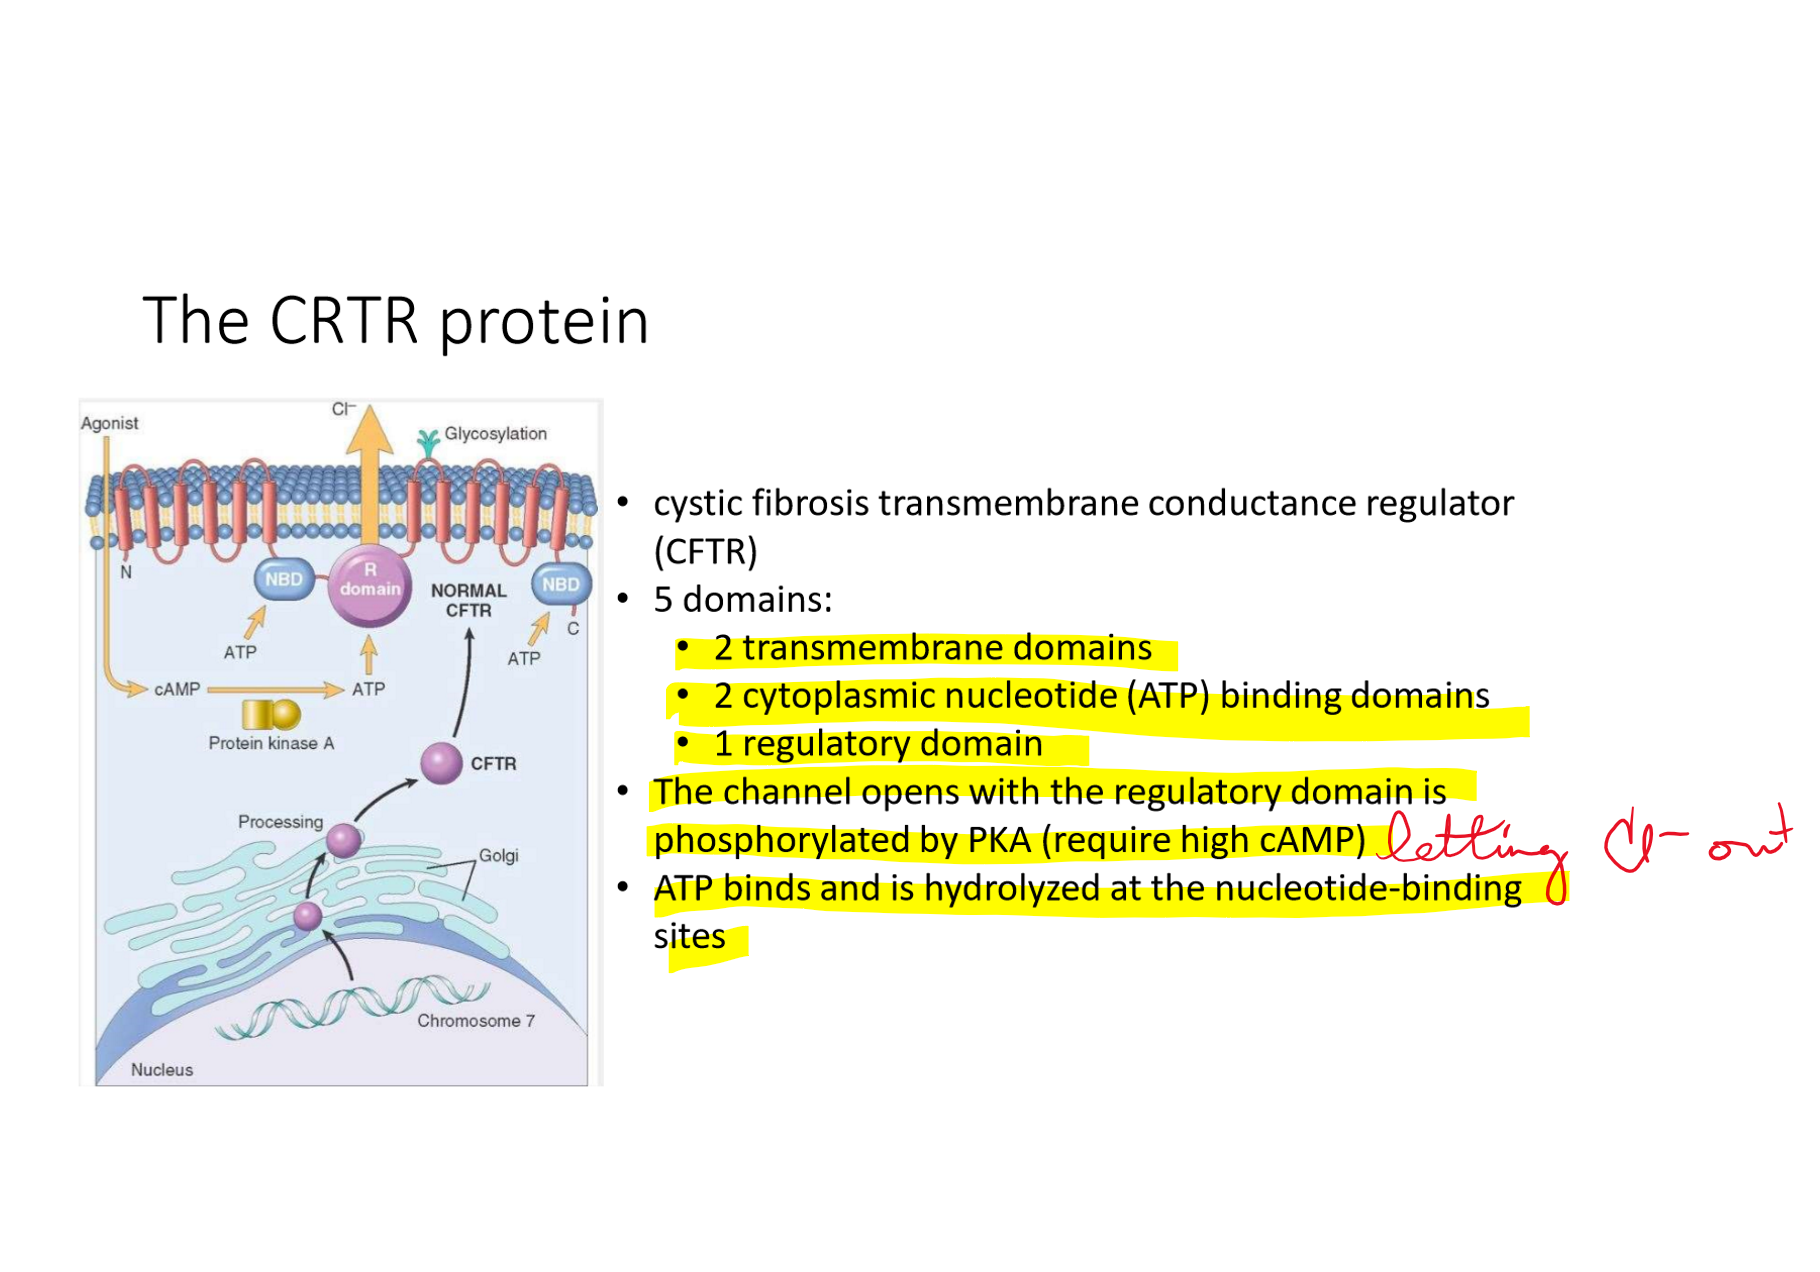 The CRTR protein
Cl⁻
Agonist
Glycosylation
N
NBD
R
domain
NORMAL
CFTR
NBD
C
ATP
ATP
cAMP
ATP
Protein kinase A
CFTR
Processing
Golgi
Chromosome 7
Nucleus
• cystic fibrosis transmembrane conductance regulator
(CFTR)
• 5 domains:
• 2 transmembrane domains
• 2 cytoplasmic nucleotide (ATP) binding domains
• 1 regulatory domain
• The channel opens with the regulatory domain is
phosphorylated by PKA (require high cAMP) letting Cl- out
• ATP binds and is hydrolyzed at the nucleotide-binding
sites